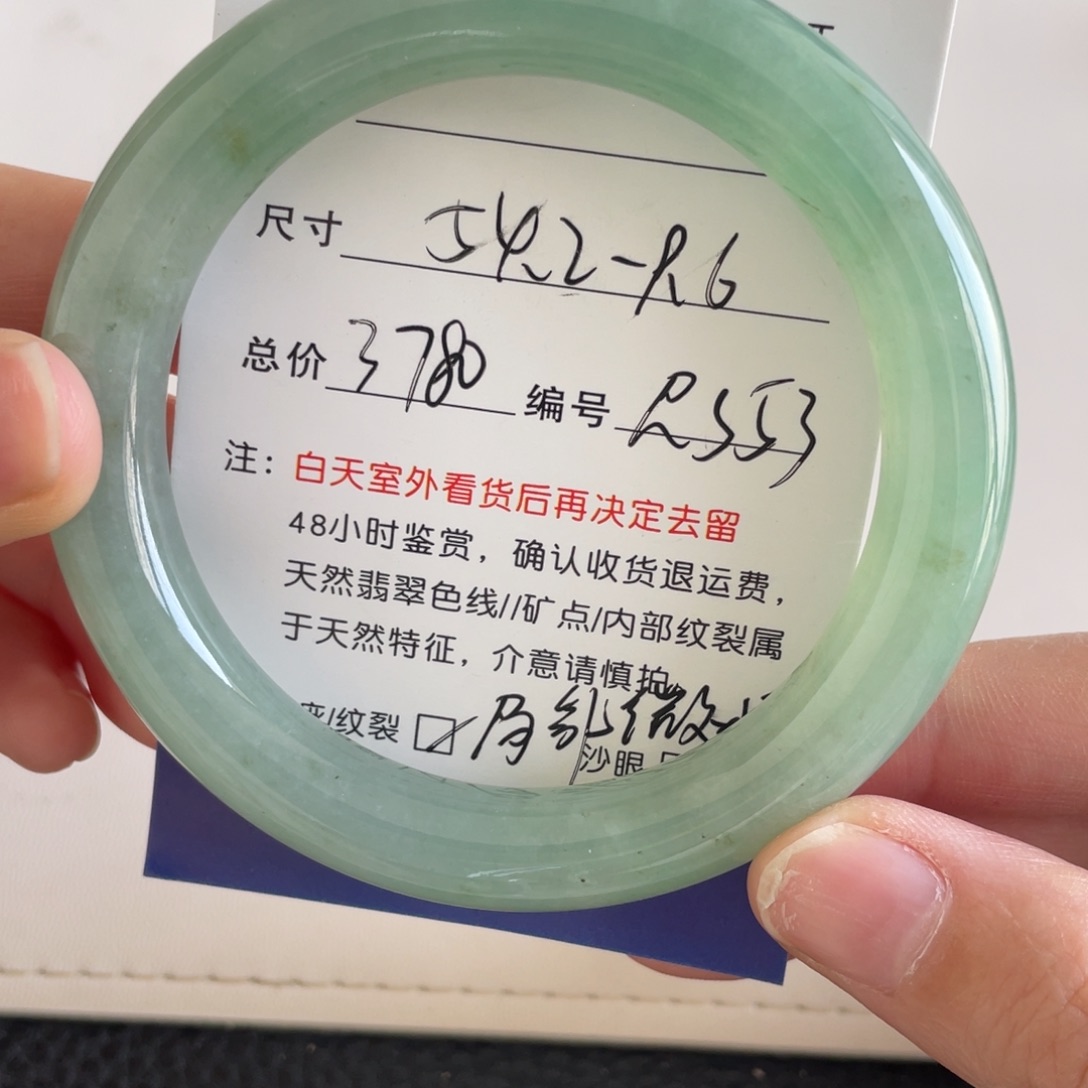 尺寸 54.2-8.6
总价 3780 编号 R553
注：白天室外看货后再决定去留
48小时鉴赏，确认收货退运费，
天然翡翠色线//矿点/内部纹裂属
于天然特征，介意请慎拍
/纹裂 ☑
沙眼